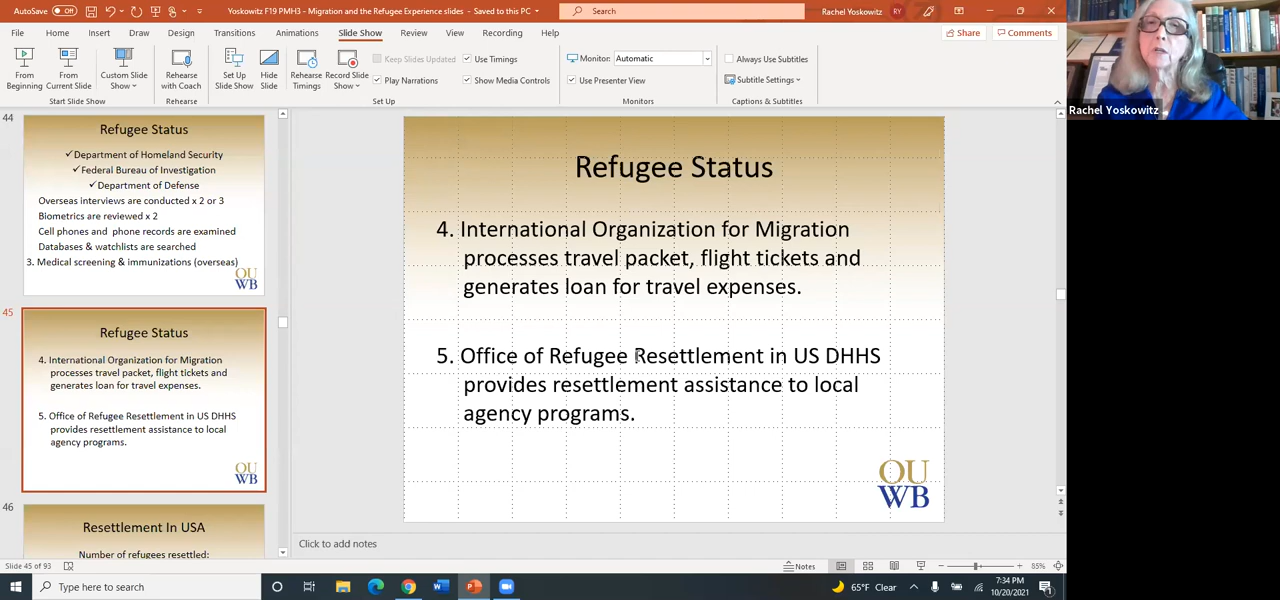 AutoSave Off Yoskowitz F19 PMH3 - Migration and the Refugee Experience slides - Saved to this PC Search Rachel Yoskowitz RY
File Home Insert Draw Design Transitions Animations Slide Show Review View Recording Help Share Comments
From Beginning
From Current Slide
Custom Slide Show
Start Slide Show
Rehearse with Coach
Rehearse
Set Up Slide Show
Hide Slide
Rehearse Timings
Record Slide Show
Keep Slides Updated
Play Narrations
Use Timings
Show Media Controls
Set Up
Monitor: Automatic
Use Presenter View
Monitors
Always Use Subtitles
Subtitle Settings
Captions & Subtitles
Rachel Yoskowitz
44
Refugee Status
✓Department of Homeland Security
✓Federal Bureau of Investigation
✓Department of Defense
Overseas interviews are conducted x 2 or 3
Biometrics are reviewed x 2
Cell phones and phone records are examined
Databases & watchlists are searched
3. Medical screening & immunizations (overseas)
OU
WB
45
Refugee Status
4. International Organization for Migration
processes travel packet, flight tickets and
generates loan for travel expenses.
5. Office of Refugee Resettlement in US DHHS
provides resettlement assistance to local
agency programs.
OU
WB
46
Resettlement In USA
Number of refugees resettled:
Refugee Status
4. International Organization for Migration
processes travel packet, flight tickets and
generates loan for travel expenses.
5. Office of Refugee Resettlement in US DHHS
provides resettlement assistance to local
agency programs.
OU
WB
Click to add notes
Slide 45 of 93 Notes 85%
Type here to search 65°F Clear 7:34 PM
10/20/2021